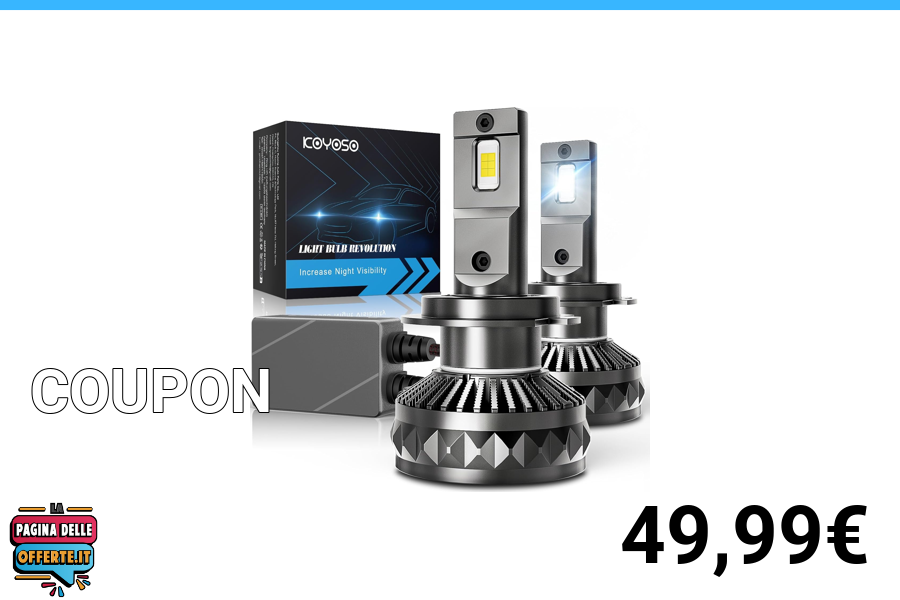 KOYOSO
LIGHT BULB REVOLUTION
Increase Night Visibility
COUPON
49,99€
LA
PAGINA DELLE
OFFERTE.IT